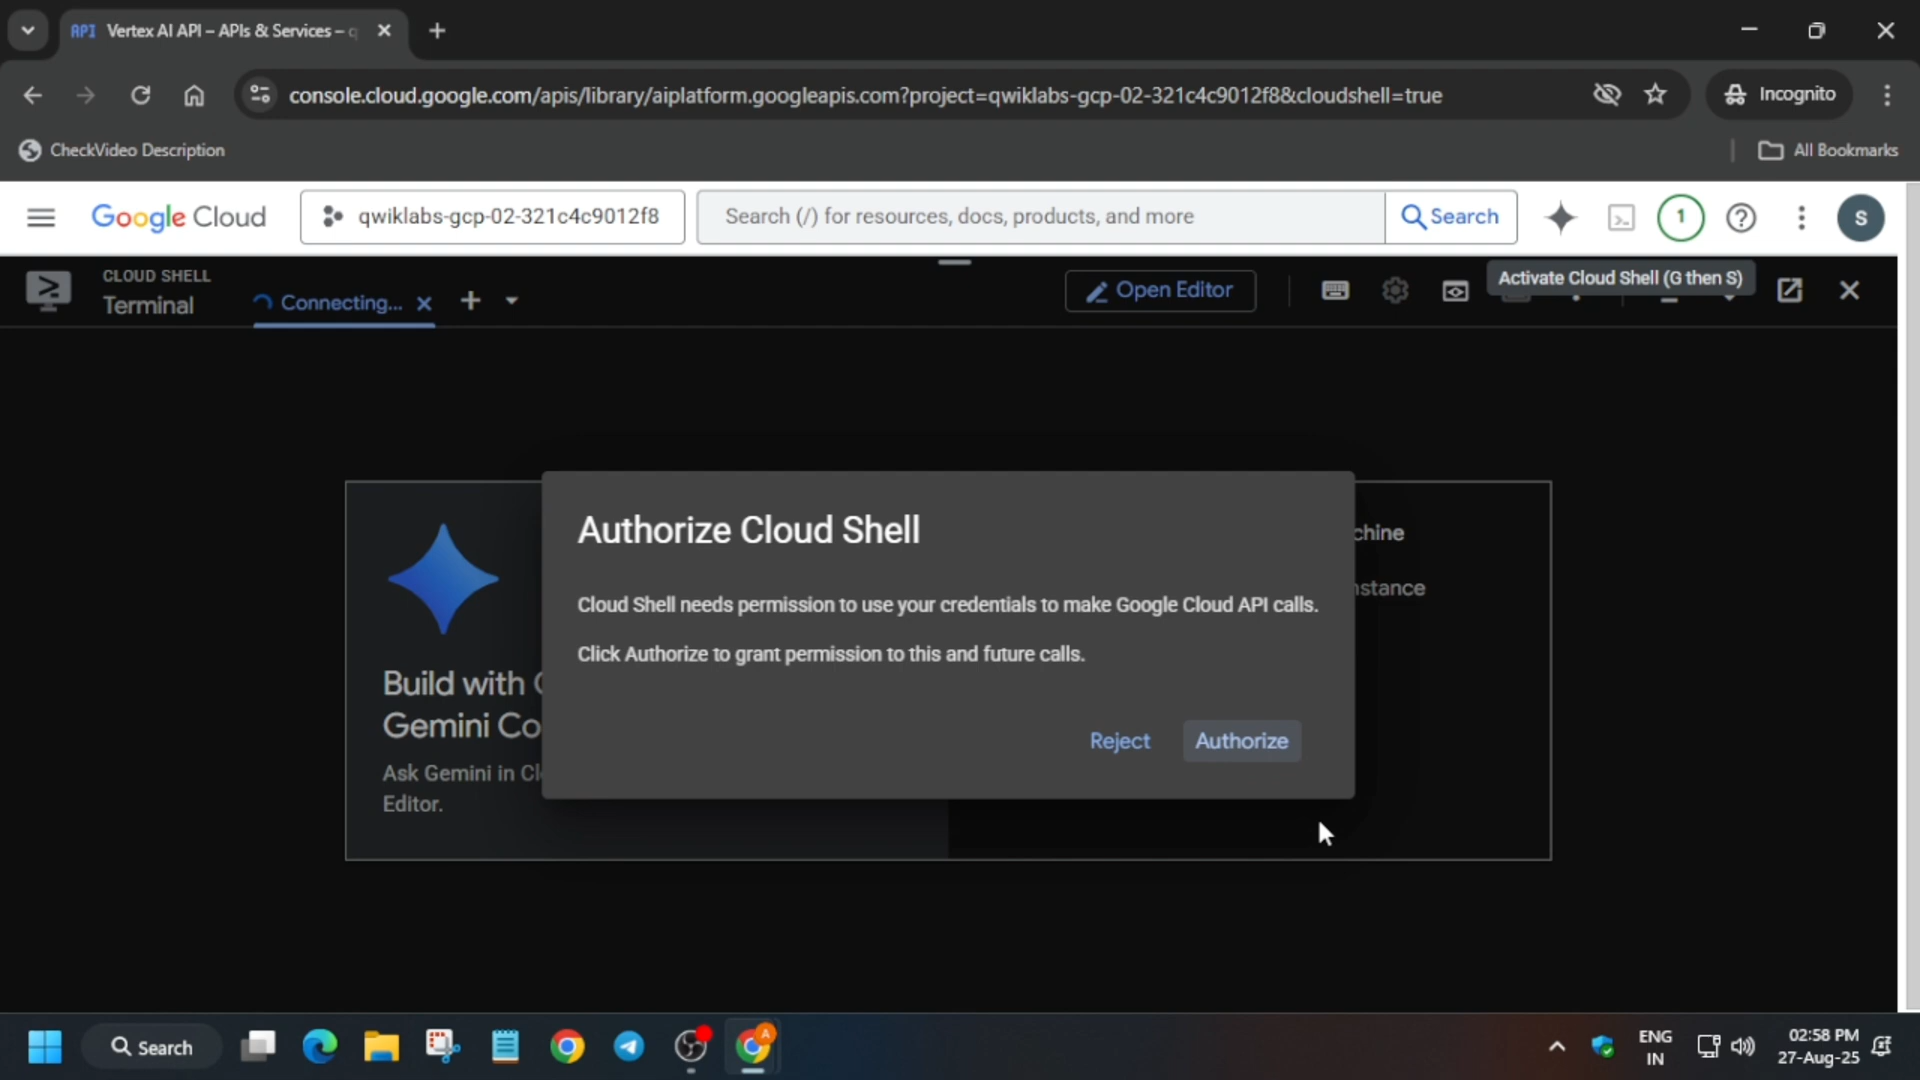 API Vertex AI API – APIs & Services –
console.cloud.google.com/apis/library/aiplatform.googleapis.com?project=qwiklabs-gcp-02-321c4c9012f8&cloudshell=true
Incognito
CheckVideo Description
All Bookmarks
Google Cloud
qwiklabs-gcp-02-321c4c9012f8
Search (/) for resources, docs, products, and more
Search
1
S
CLOUD SHELL
Terminal
Connecting...
Open Editor
Activate Cloud Shell (G then S)
Authorize Cloud Shell
Cloud Shell needs permission to use your credentials to make Google Cloud API calls.
Click Authorize to grant permission to this and future calls.
Reject
Authorize
Build with
Gemini Co
Ask Gemini in Cl
Editor.
chine
nstance
Search
A
ENG
IN
02:58 PM
27-Aug-25